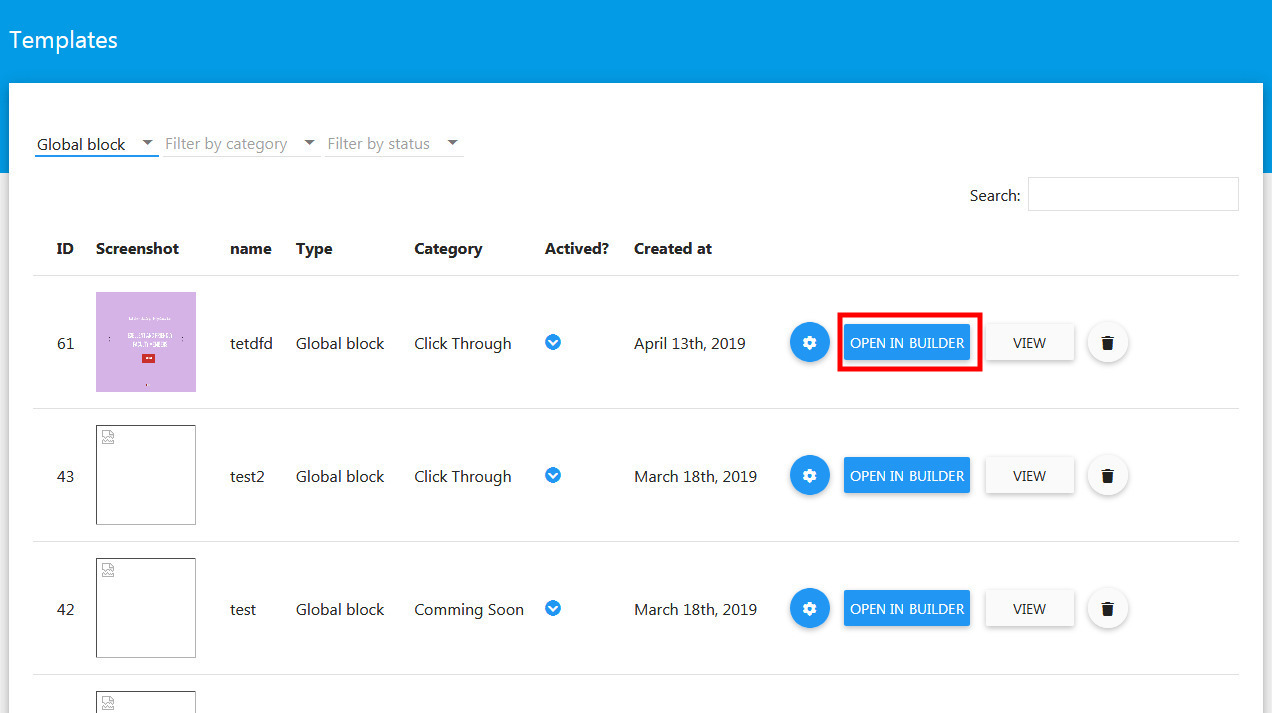 Templates
Global block Filter by category Filter by status
Search:
ID Screenshot name Type Category Actived? Created at
61 tetdfd Global block Click Through April 13th, 2019 OPEN IN BUILDER VIEW
43 test2 Global block Click Through March 18th, 2019 OPEN IN BUILDER VIEW
42 test Global block Comming Soon March 18th, 2019 OPEN IN BUILDER VIEW